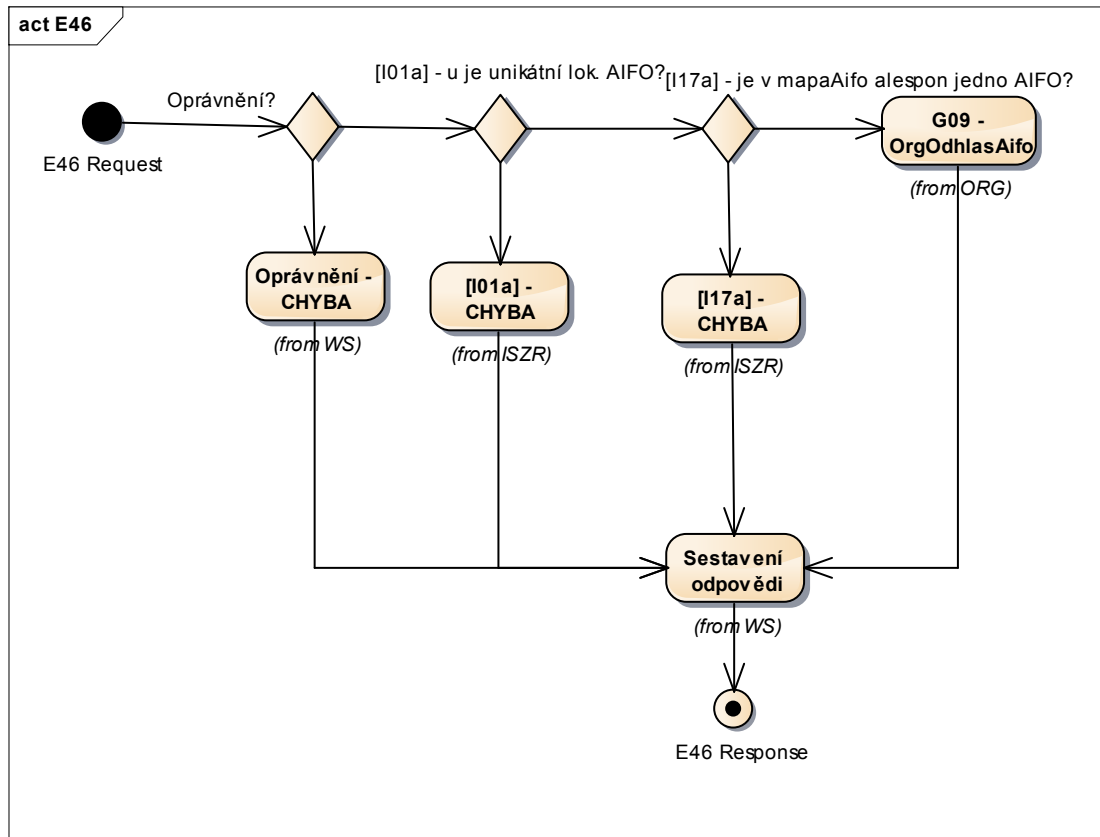 act E46
[I01a] - u je unikátní lok. AIFO?
[I17a] - je v mapaAifo alespon jedno AIFO?
Oprávnění?
E46 Request
G09 -
OrgOdhlasAifo
(from ORG)
Oprávnění -
CHYBA
(from WS)
[I01a] -
CHYBA
(from ISZR)
[I17a] -
CHYBA
(from ISZR)
Sestavení
odpovědi
(from WS)
E46 Response